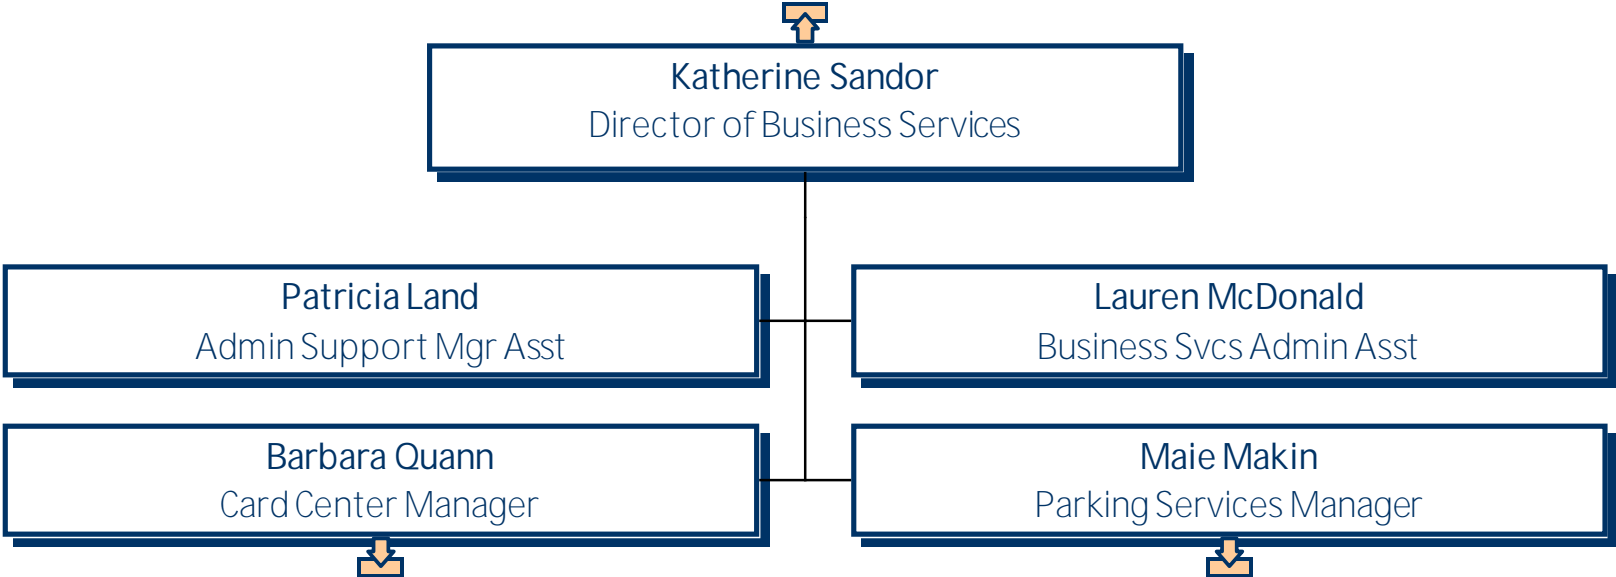 Katherine Sandor
Director of Business Services
Patricia Land
Admin Support Mgr Asst
Lauren McDonald
Business Svcs Admin Asst
Barbara Quann
Card Center Manager
Maie Makin
Parking Services Manager